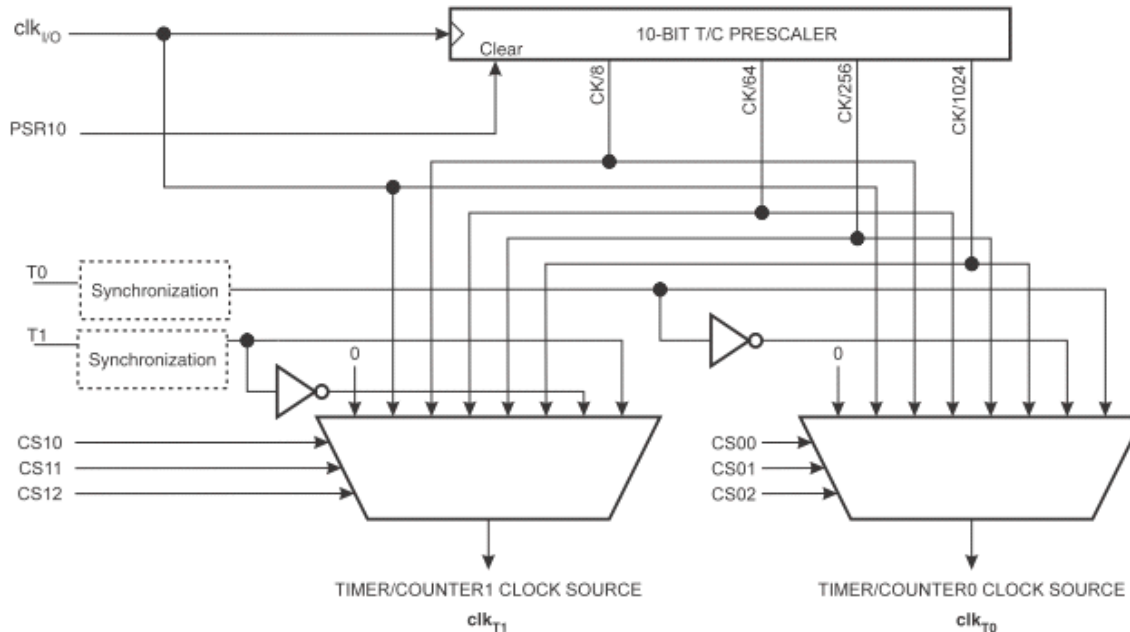 clkI/O
10-BIT T/C PRESCALER
Clear
CK/8
CK/64
CK/256
CK/1024
PSR10
T0
Synchronization
T1
Synchronization
0
0
CS10
CS11
CS12
CS00
CS01
CS02
TIMER/COUNTER1 CLOCK SOURCE
clkT1
TIMER/COUNTER0 CLOCK SOURCE
clkT0